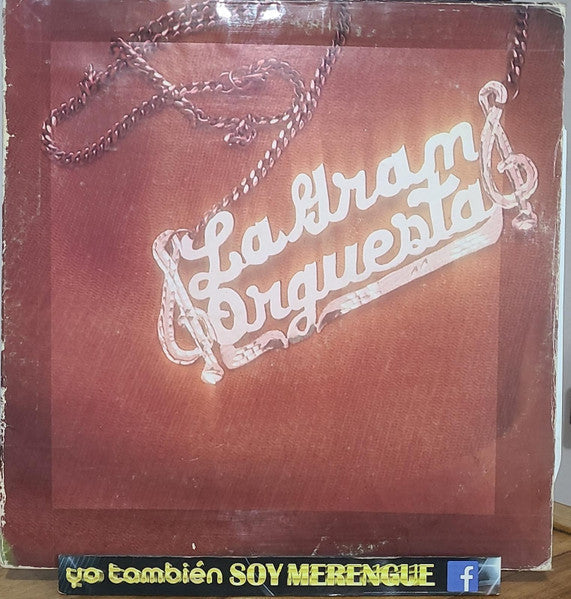 La Gran
Orquesta
yo también SOY MERENGUE f